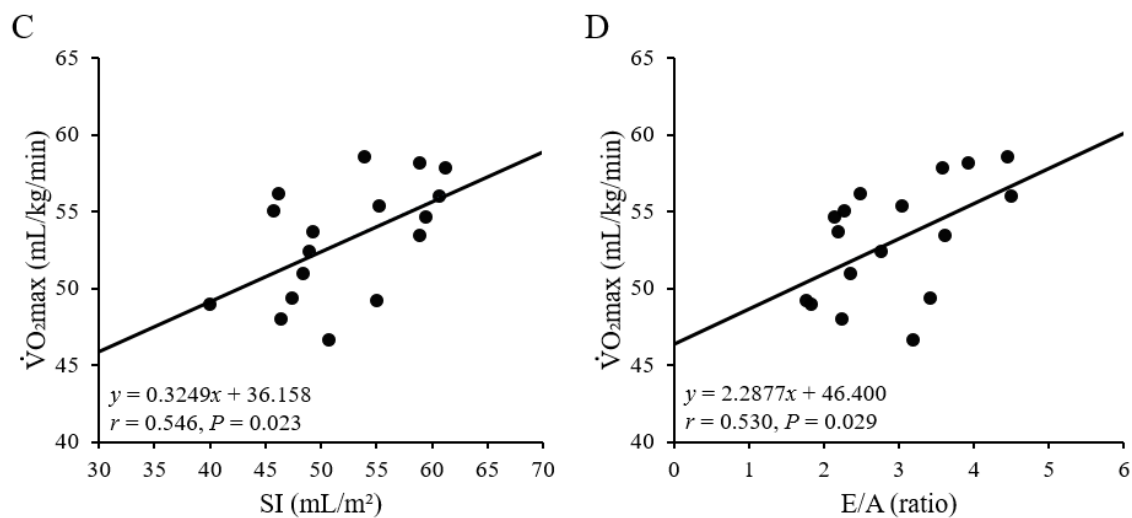 C
65
60
55
50
45
40
V̇O₂max (mL/kg/min)
y = 0.3249x + 36.158
r = 0.546, P = 0.023
30 35 40 45 50 55 60 65 70
SI (mL/m²)
D
65
60
55
50
45
40
V̇O₂max (mL/kg/min)
y = 2.2877x + 46.400
r = 0.530, P = 0.029
0 1 2 3 4 5 6
E/A (ratio)